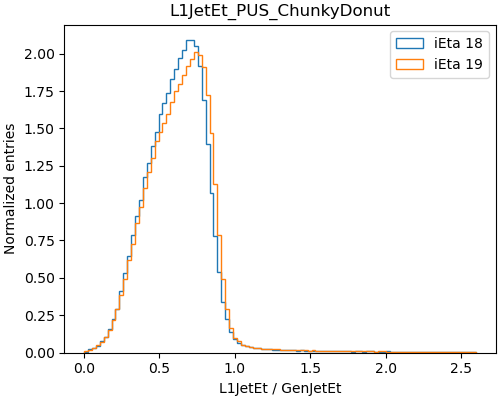 L1JetEt_PUS_ChunkyDonut
iEta 18
iEta 19
Normalized entries
2.00
1.75
1.50
1.25
1.00
0.75
0.50
0.25
0.00
0.0 0.5 1.0 1.5 2.0 2.5
L1JetEt / GenJetEt